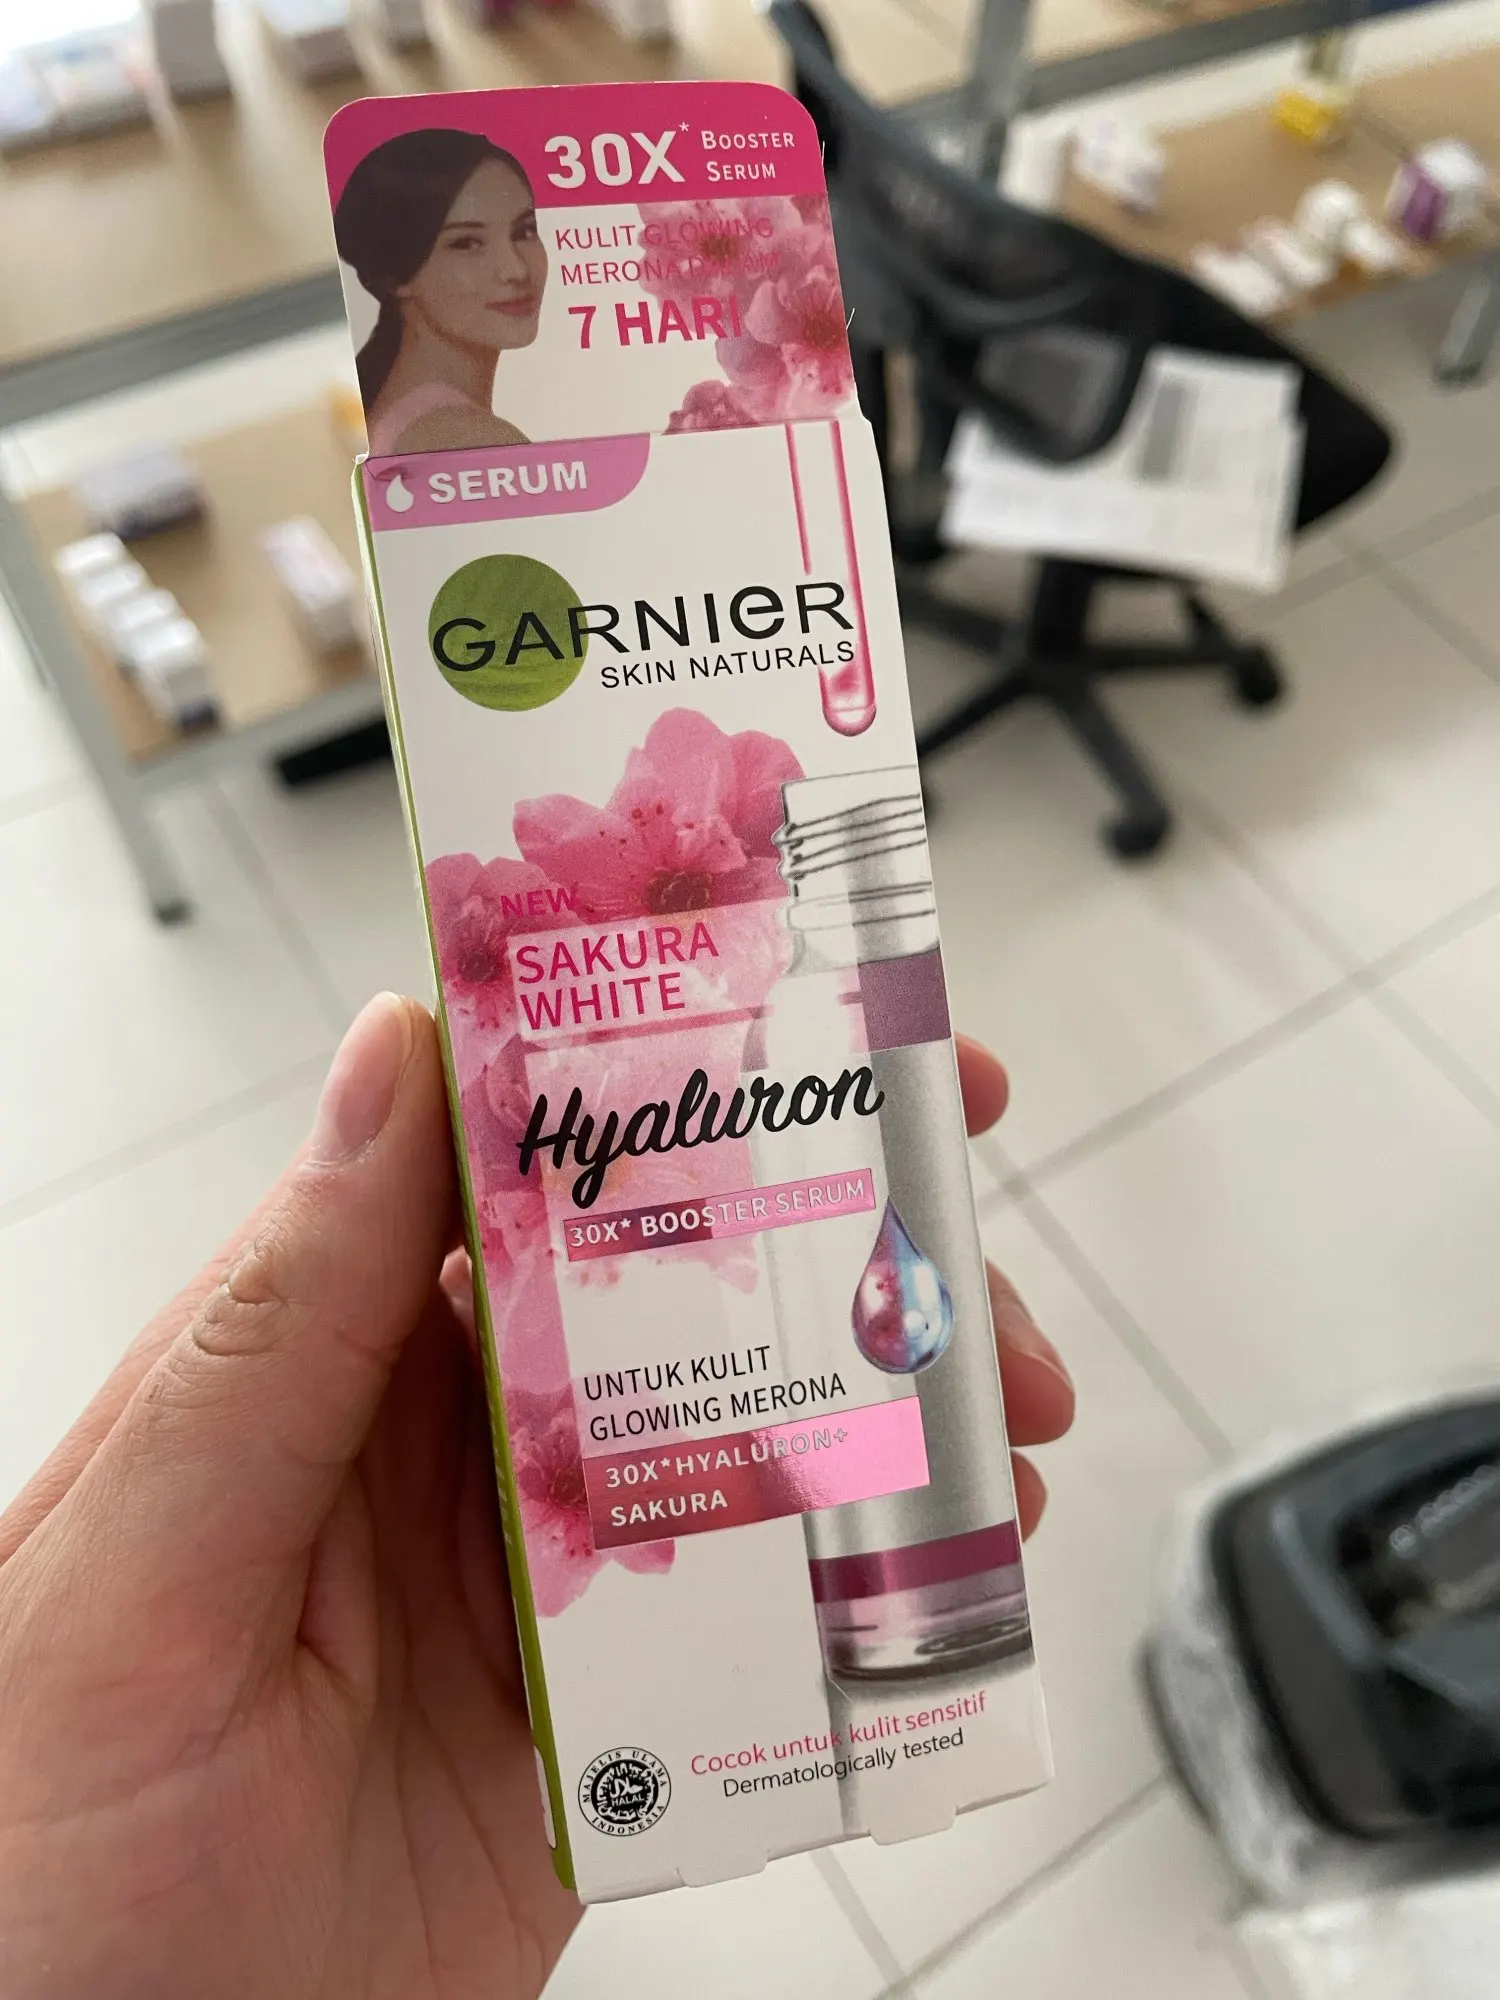 30X* BOOSTER
SERUM
KULIT GLOWING
MERONA DALAM
7 HARI
SERUM
GARNIER
SKIN NATURALS
NEW
SAKURA
WHITE
Hyaluron
30X* BOOSTER SERUM
UNTUK KULIT
GLOWING MERONA
30X*HYALURON+
SAKURA
Cocok untuk kulit sensitif
Dermatologically tested
MAJELIS ULAMA
حلال
HALAL
INDONESIA